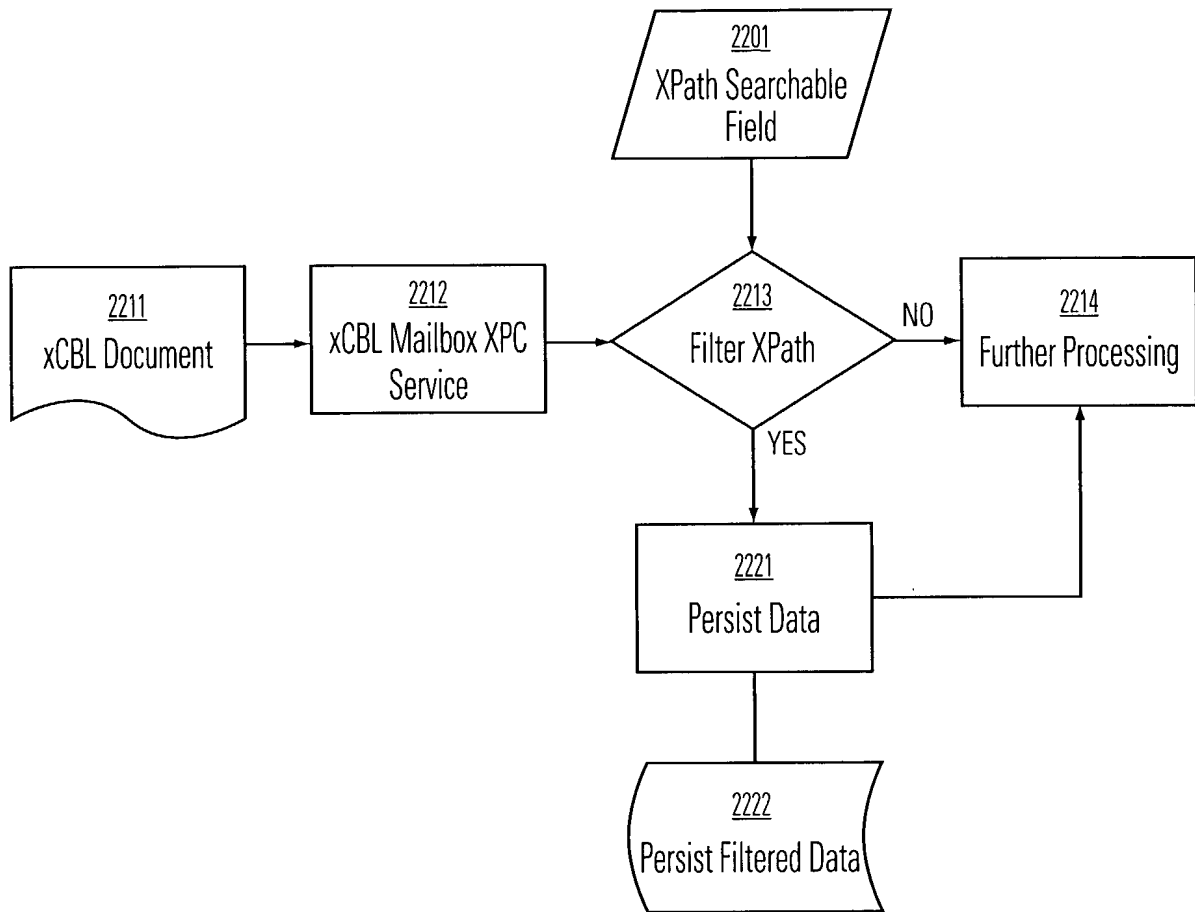 2201
XPath Searchable
Field
2211
xCBL Document
2212
xCBL Mailbox XPC
Service
2213
Filter XPath
NO
2214
Further Processing
YES
2221
Persist Data
2222
Persist Filtered Data